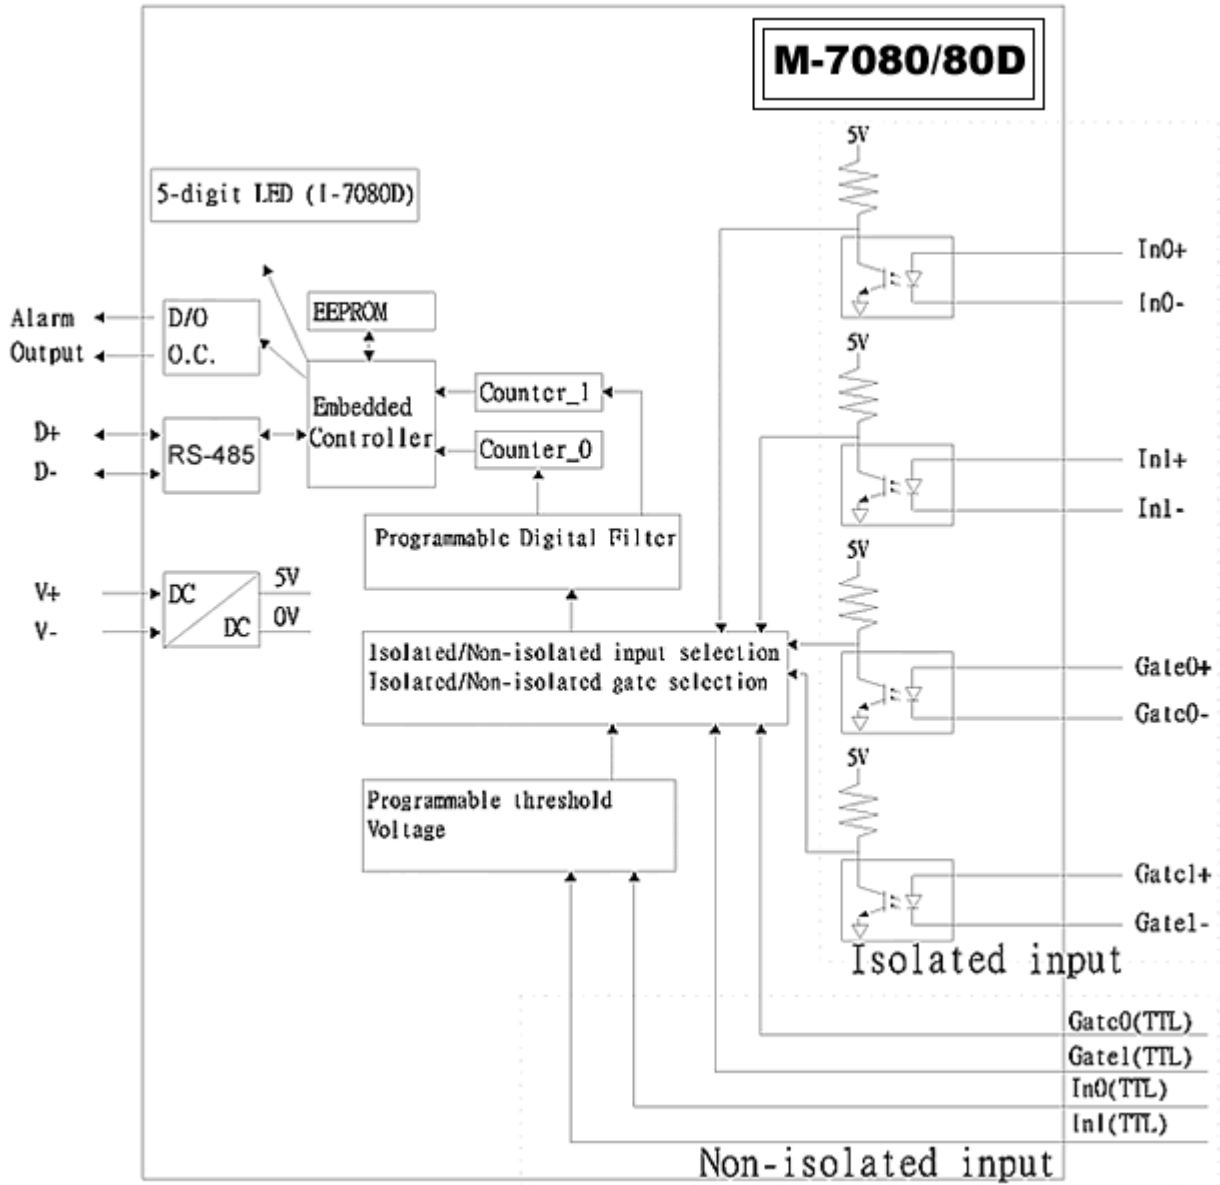 M-7080/80D
5V
5-digit LED (I-7080D)
In0+
In0-
Alarm
Output
D/O
O.C.
EEPROM
5V
Counter_1
Embedded
Controller
Counter_0
D+
D-
RS-485
In1+
In1-
Programmable Digital Filter
5V
V+
V-
DC
DC
5V
0V
Isolated/Non-isolated input selection
Isolated/Non-isolated gate selection
Gate0+
Gate0-
5V
Programmable threshold
Voltage
Gate1+
Gate1-
Isolated input
Gate0(TTL)
Gate1(TTL)
In0(TTL)
In1(TTL)
Non-isolated input